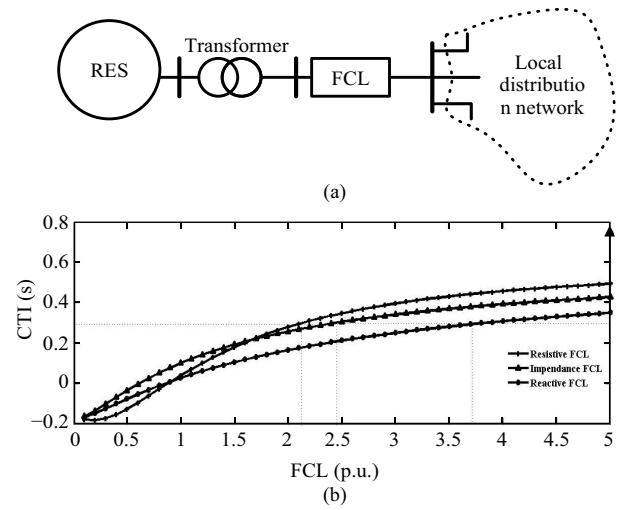 (a)
Transformer
RES
FCL
Local
distributio
n network
(a)
0.8
0.6
0.4
0.2
0
−0.2
CTI (s)
Resistive FCL
Impendance FCL
Reactive FCL
0 0.5 1 1.5 2 2.5 3 3.5 4 4.5 5
FCL (p.u.)
(b)